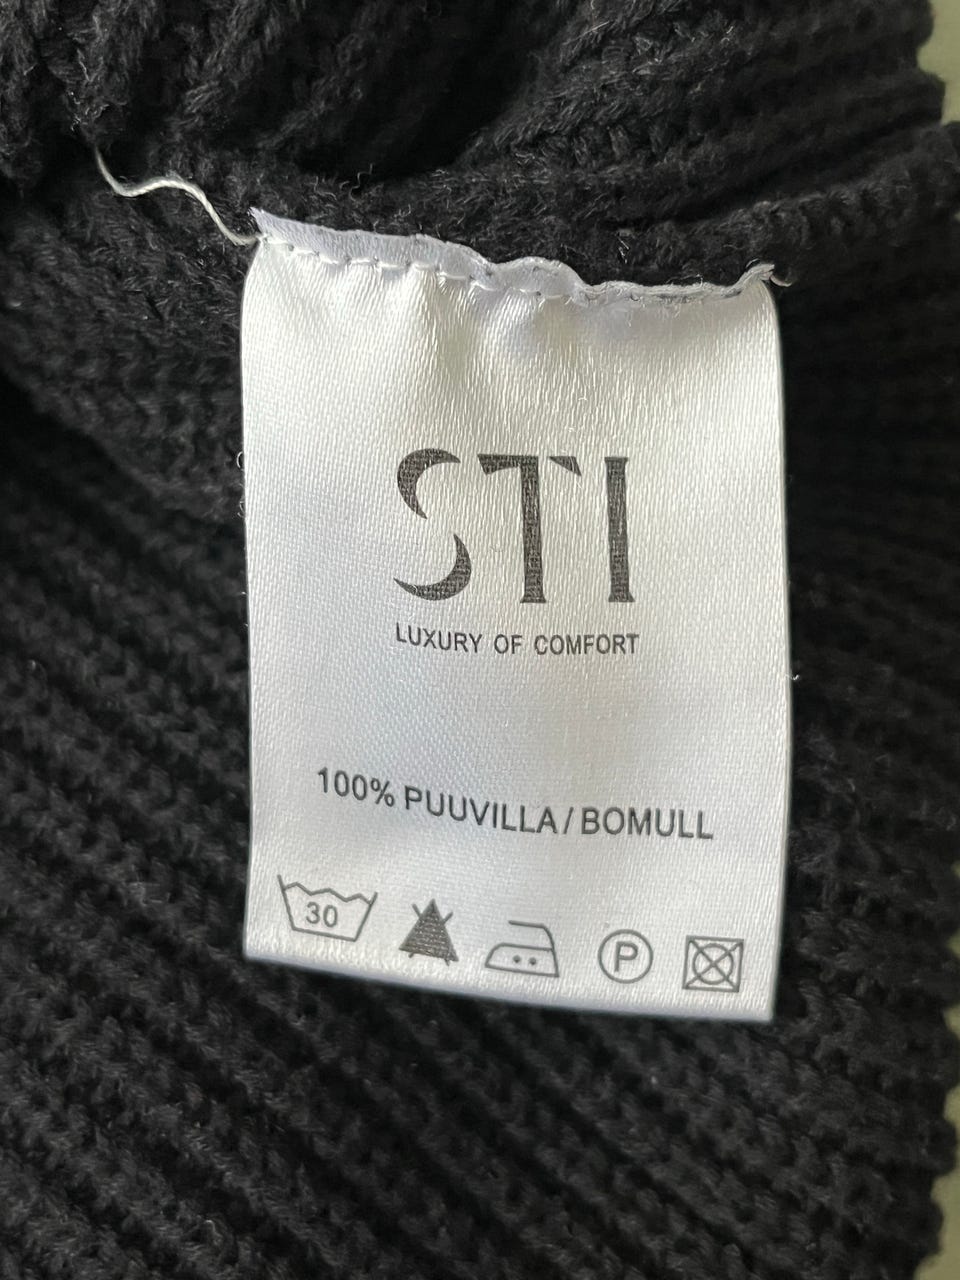 STI
LUXURY OF COMFORT
100% PUUVILLA/BOMULL
30
P